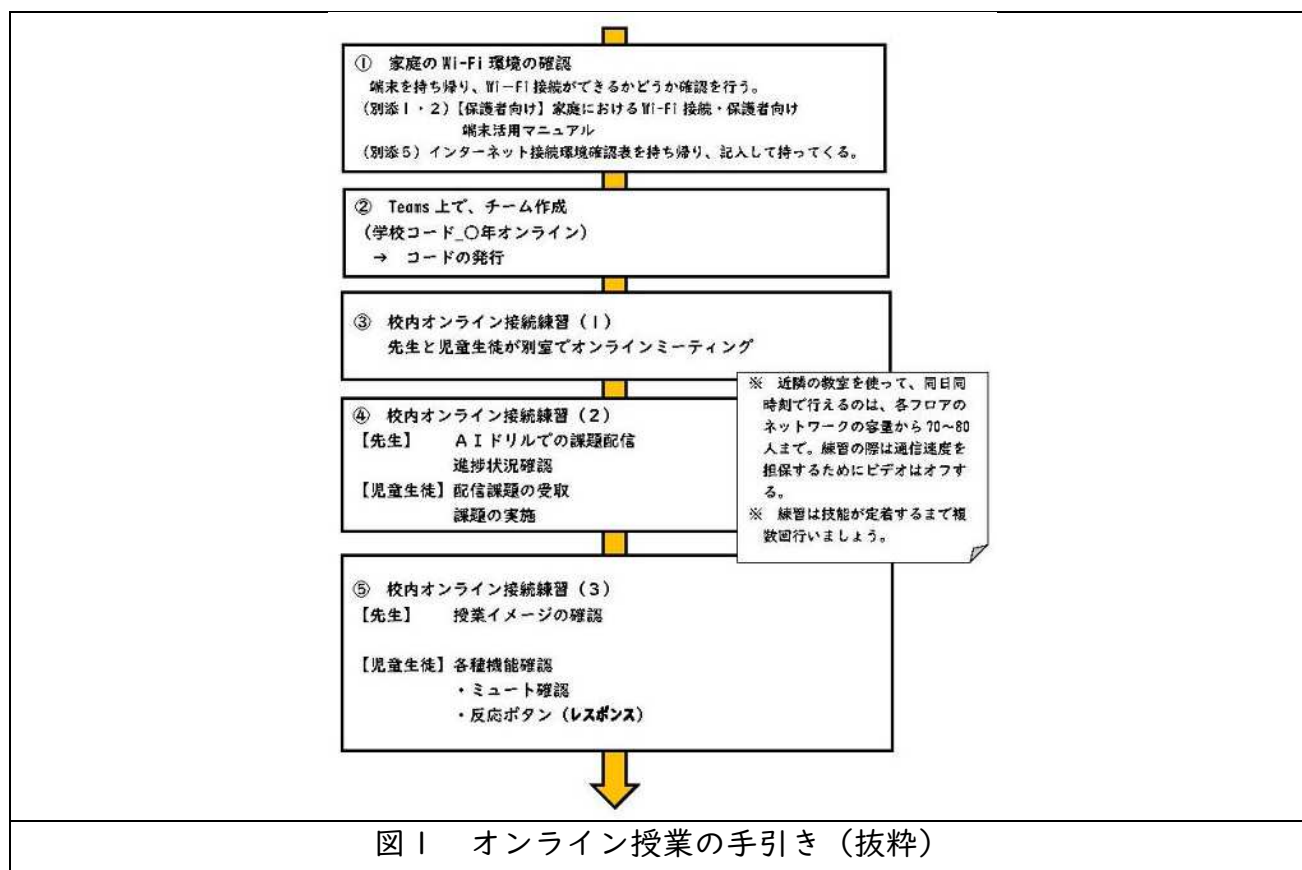 ① 家庭のWi-Fi環境の確認
端末を持ち帰り、Wi-Fi接続ができるかどうか確認を行う。
(別添1・2)【保護者向け】家庭におけるWi-Fi接続・保護者向け
端末活用マニュアル
(別添5)インターネット接続環境確認表を持ち帰り、記入して持ってくる。
② Teams上で、チーム作成
(学校コード_〇年オンライン)
→ コードの発行
③ 校内オンライン接続練習(1)
先生と児童生徒が別室でオンラインミーティング
④ 校内オンライン接続練習(2)
【先生】 AIドリルでの課題配信
進捗状況確認
【児童生徒】配信課題の受取
課題の実施
※ 近隣の教室を使って、同日同
時刻で行えるのは、各フロアの
ネットワークの容量から70~80
人まで。練習の際は通信速度を
担保するためにビデオはオフす
る。
※ 練習は技能が定着するまで複
数回行いましょう。
⑤ 校内オンライン接続練習(3)
【先生】 授業イメージの確認
【児童生徒】各種機能確認
・ミュート確認
・反応ボタン(レスポンス)
図1 オンライン授業の手引き(抜粋)